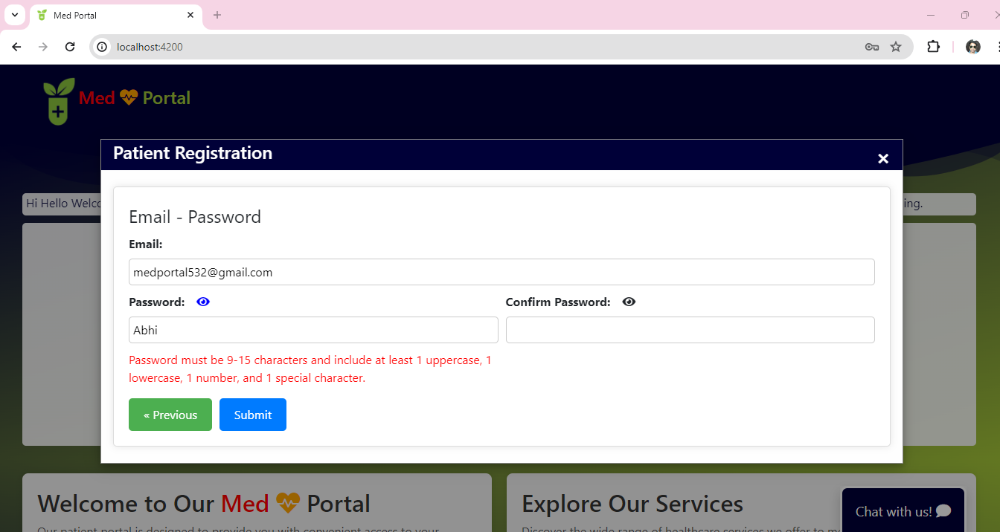 Med Portal
localhost:4200
Med Portal
Patient Registration
Hi Hello Welco
ing.
Email - Password
Email:
medportal532@gmail.com
Password:
Confirm Password:
Abhi
Password must be 9-15 characters and include at least 1 uppercase, 1
lowercase, 1 number, and 1 special character.
« Previous
Submit
Welcome to Our Med Portal
Explore Our Services
Chat with us!
Our patient portal is designed to provide you with convenient access to your
Discover the wide range of healthcare services we offer to me